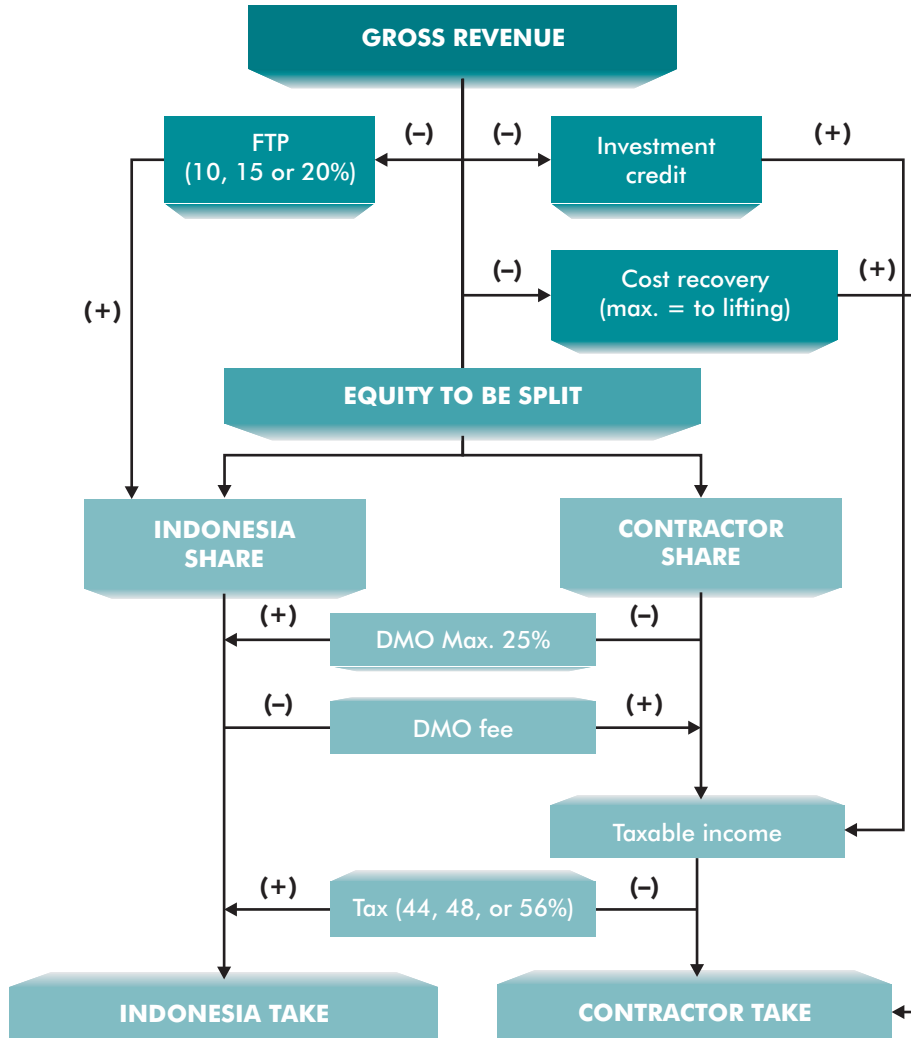 GROSS REVENUE
(–)
(–)
FTP
(10, 15 or 20%)
Investment
credit
(+)
(–)
Cost recovery
(max. = to lifting)
(+)
(+)
EQUITY TO BE SPLIT
INDONESIA
SHARE
CONTRACTOR
SHARE
(+)
DMO Max. 25%
(–)
(–)
DMO fee
(+)
Taxable income
(+)
Tax (44, 48, or 56%)
(–)
INDONESIA TAKE
CONTRACTOR TAKE